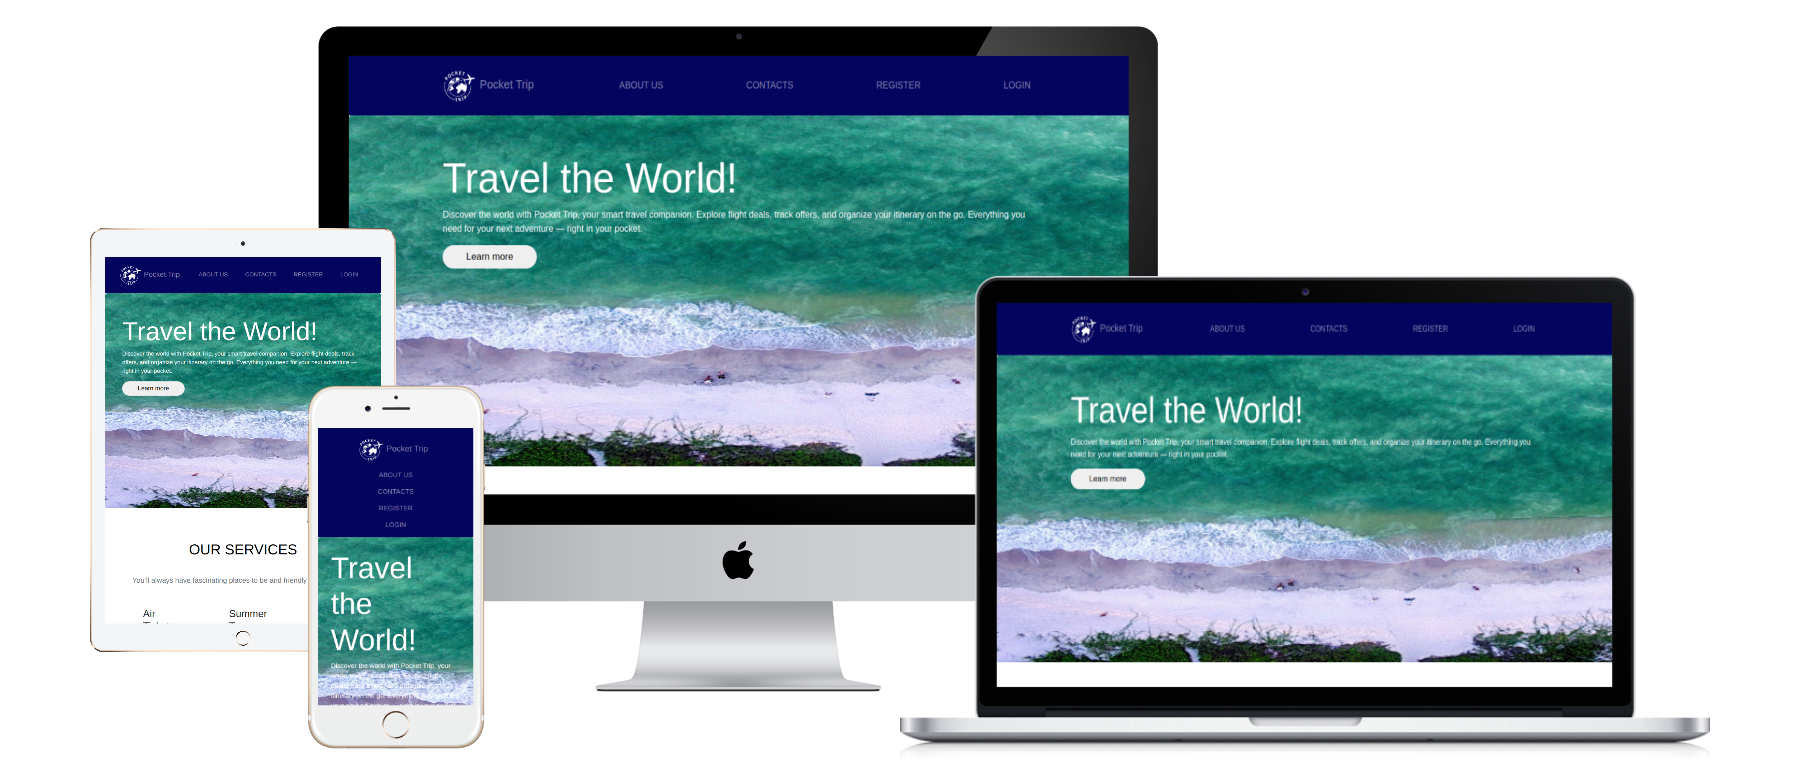 POCKET TRIP
Pocket Trip ABOUT US CONTACTS REGISTER LOGIN
Travel the World!
Discover the world with Pocket Trip, your smart travel companion. Explore flight deals, track offers, and organize your itinerary on the go. Everything you
need for your next adventure — right in your pocket.
Learn more
POCKET TRIP
Pocket Trip ABOUT US CONTACTS REGISTER LOGIN
Travel the World!
Discover the world with Pocket Trip, your smart travel companion. Explore flight deals, track
offers, and organize your itinerary on the go. Everything you need for your next adventure —
right in your pocket.
Learn more
OUR SERVICES
You'll always have fascinating places to be and friendly
Air
Summer
POCKET TRIP
Pocket Trip
ABOUT US
CONTACTS
REGISTER
LOGIN
Travel
the
World!
Discover the world with Pocket Trip, your
POCKET TRIP
Pocket Trip ABOUT US CONTACTS REGISTER LOGIN
Travel the World!
Discover the world with Pocket Trip, your smart travel companion. Explore flight deals, track offers, and organize your itinerary on the go. Everything you
need for your next adventure — right in your pocket.
Learn more